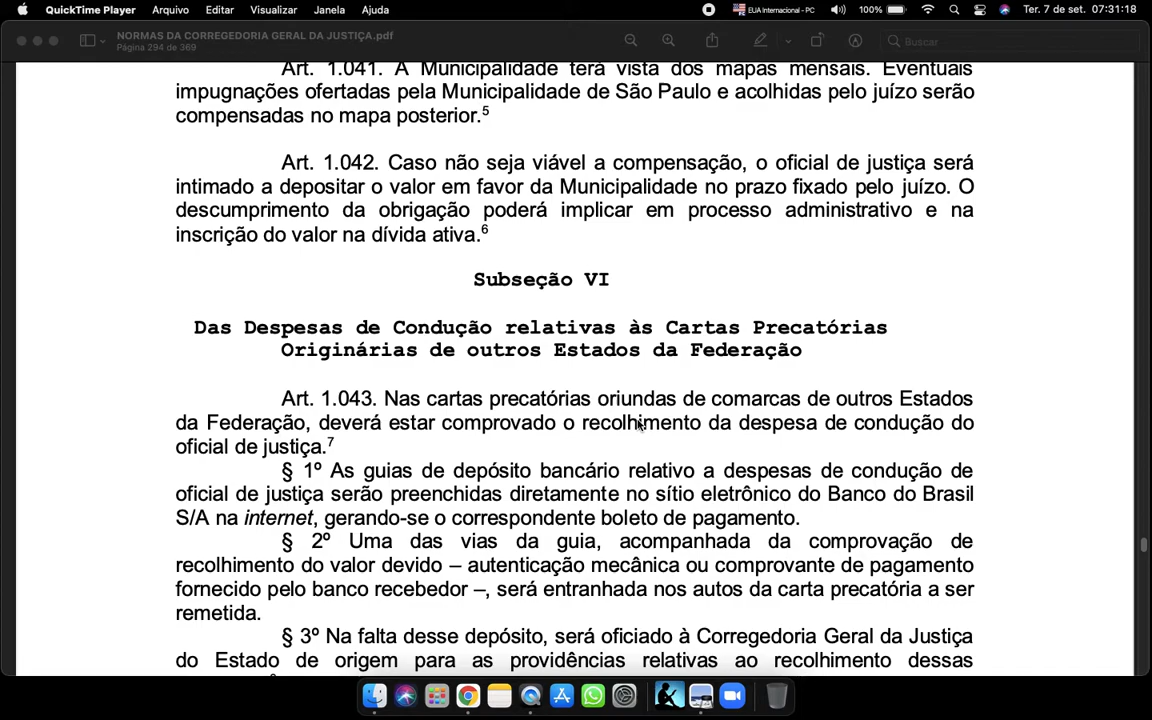 QuickTime Player Arquivo Editar Visualizar Janela Ajuda EUA Internacional - PC 100% Ter. 7 de set. 07:31:18
NORMAS DA CORREGEDORIA GERAL DA JUSTIÇA.pdf
Página 294 de 369
Buscar
Art. 1.041. A Municipalidade terá vista dos mapas mensais. Eventuais
impugnações ofertadas pela Municipalidade de São Paulo e acolhidas pelo juízo serão
compensadas no mapa posterior.⁵
Art. 1.042. Caso não seja viável a compensação, o oficial de justiça será
intimado a depositar o valor em favor da Municipalidade no prazo fixado pelo juízo. O
descumprimento da obrigação poderá implicar em processo administrativo e na
inscrição do valor na dívida ativa.⁶
Subseção VI
Das Despesas de Condução relativas às Cartas Precatórias
Originárias de outros Estados da Federação
Art. 1.043. Nas cartas precatórias oriundas de comarcas de outros Estados
da Federação, deverá estar comprovado o recolhimento da despesa de condução do
oficial de justiça.⁷
§ 1º As guias de depósito bancário relativo a despesas de condução de
oficial de justiça serão preenchidas diretamente no sítio eletrônico do Banco do Brasil
S/A na internet, gerando-se o correspondente boleto de pagamento.
§ 2º Uma das vias da guia, acompanhada da comprovação de
recolhimento do valor devido – autenticação mecânica ou comprovante de pagamento
fornecido pelo banco recebedor –, será entranhada nos autos da carta precatória a ser
remetida.
§ 3º Na falta desse depósito, será oficiado à Corregedoria Geral da Justiça
do Estado de origem para as providências relativas ao recolhimento dessas